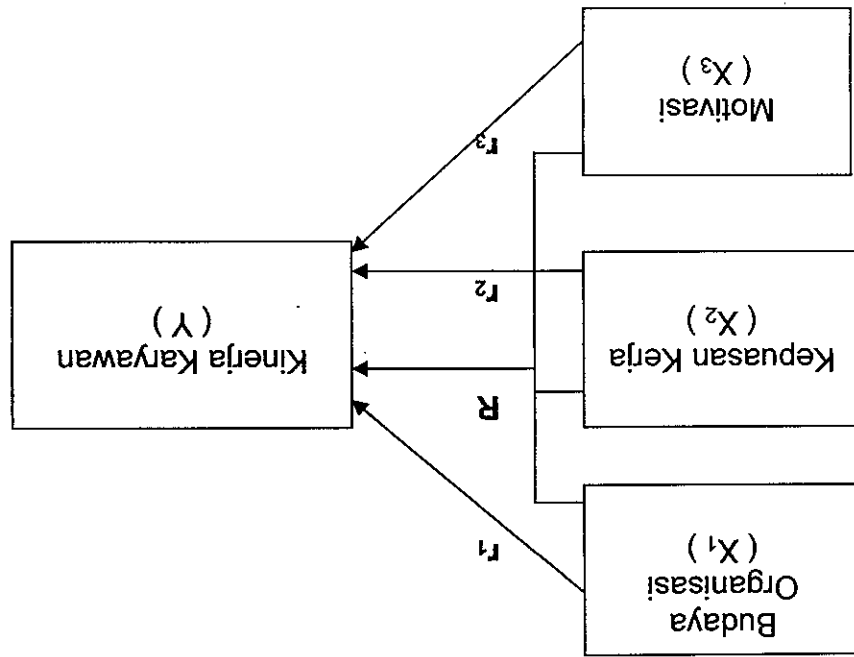 Budaya
Organisasi
( X₁ )
r₁
R
Kepuasan Kerja
( X₂ )
Kinerja Karyawan
( Y )
r₂
r₃
Motivasi
( X₃ )